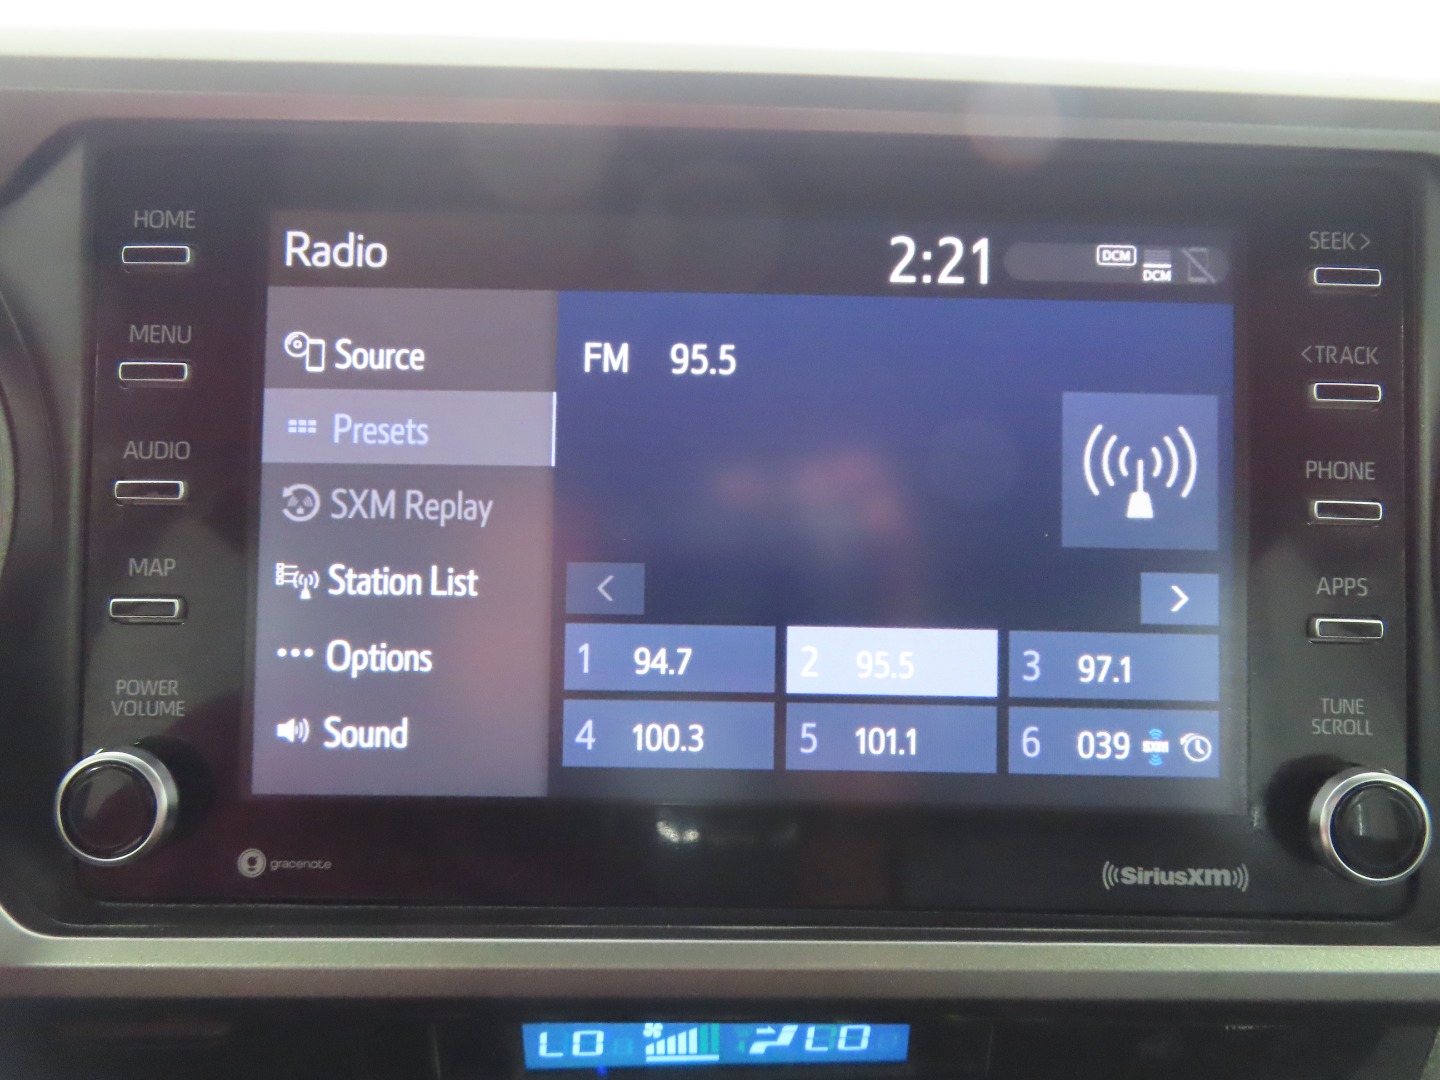 HOME
MENU
AUDIO
MAP
POWER
VOLUME
Radio
2:21
DCM
DCM
Source
Presets
SXM Replay
Station List
Options
Sound
FM 95.5
<
>
1 94.7
2 95.5
3 97.1
4 100.3
5 101.1
6 039 SXM
SEEK >
< TRACK
PHONE
APPS
TUNE
SCROLL
gracenote
((SiriusXM))
LO
LO